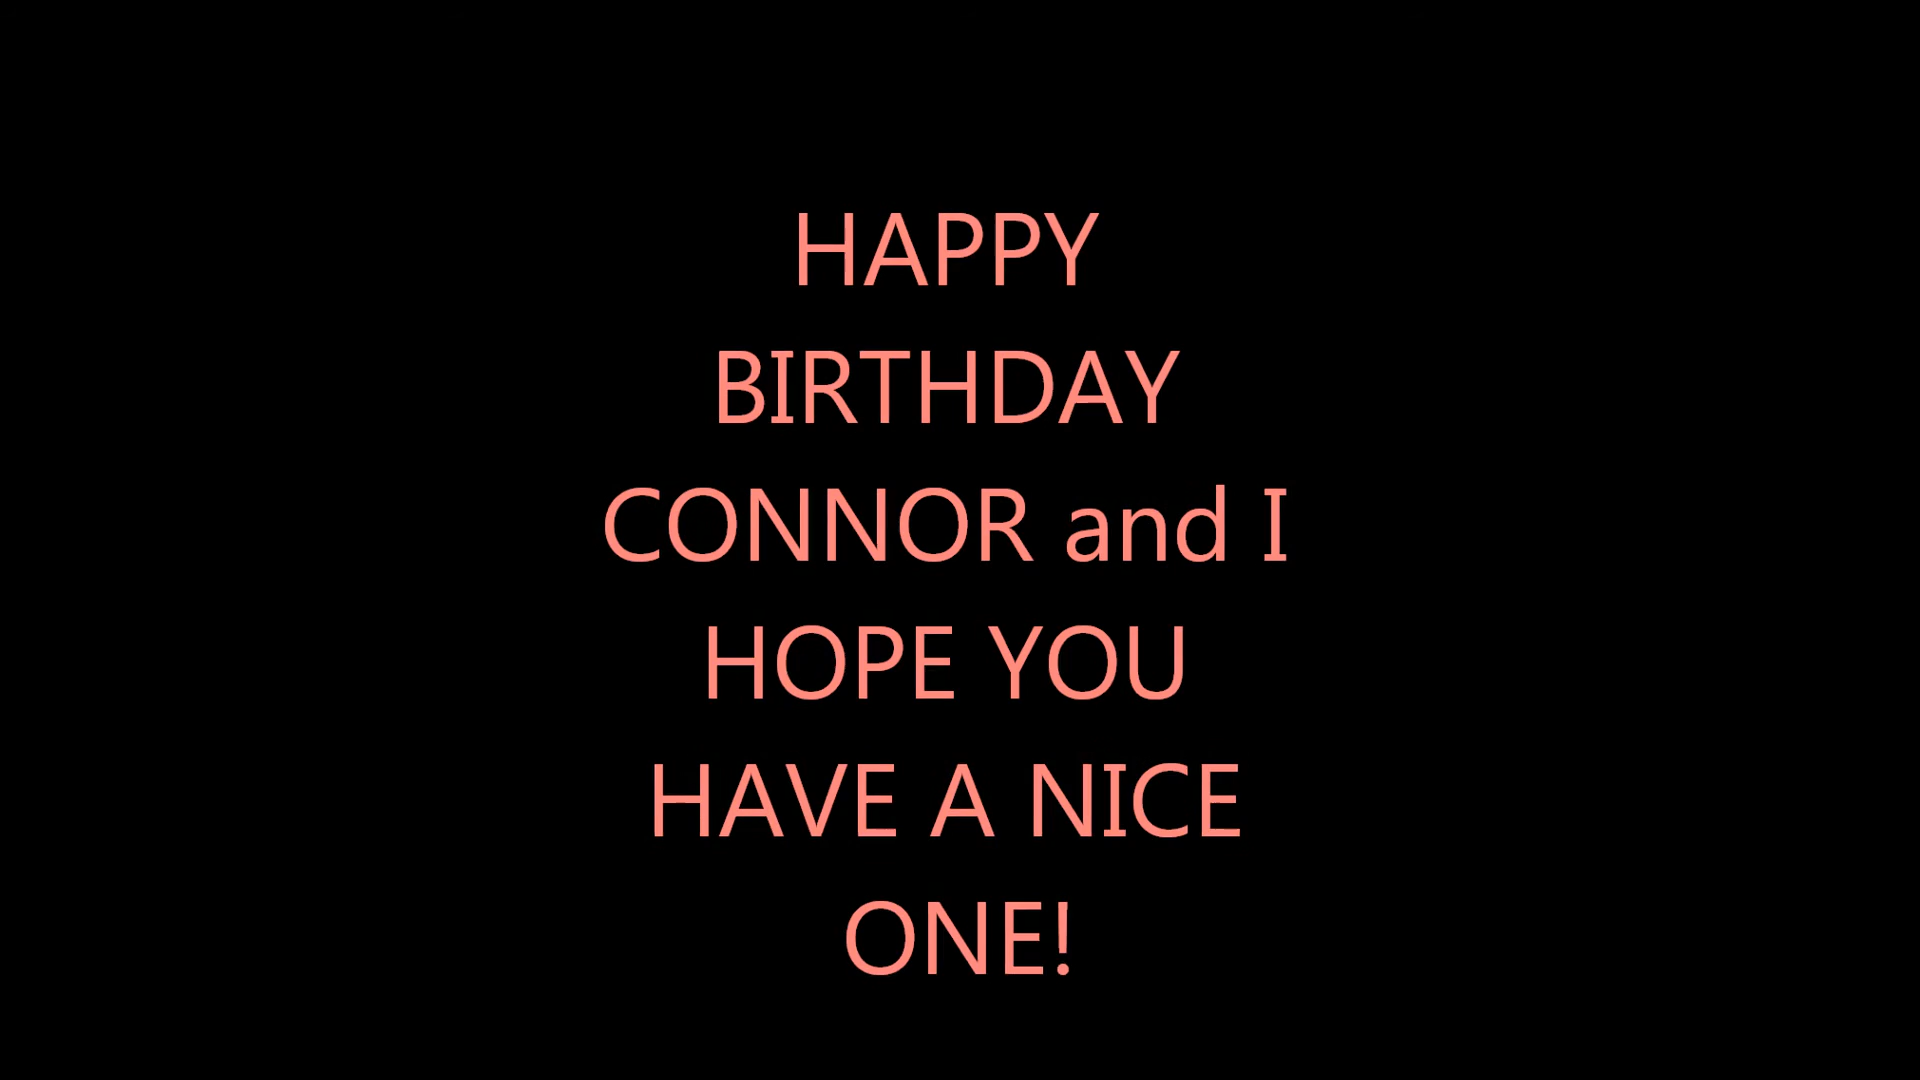 HAPPY
BIRTHDAY
CONNOR and I
HOPE YOU
HAVE A NICE
ONE!